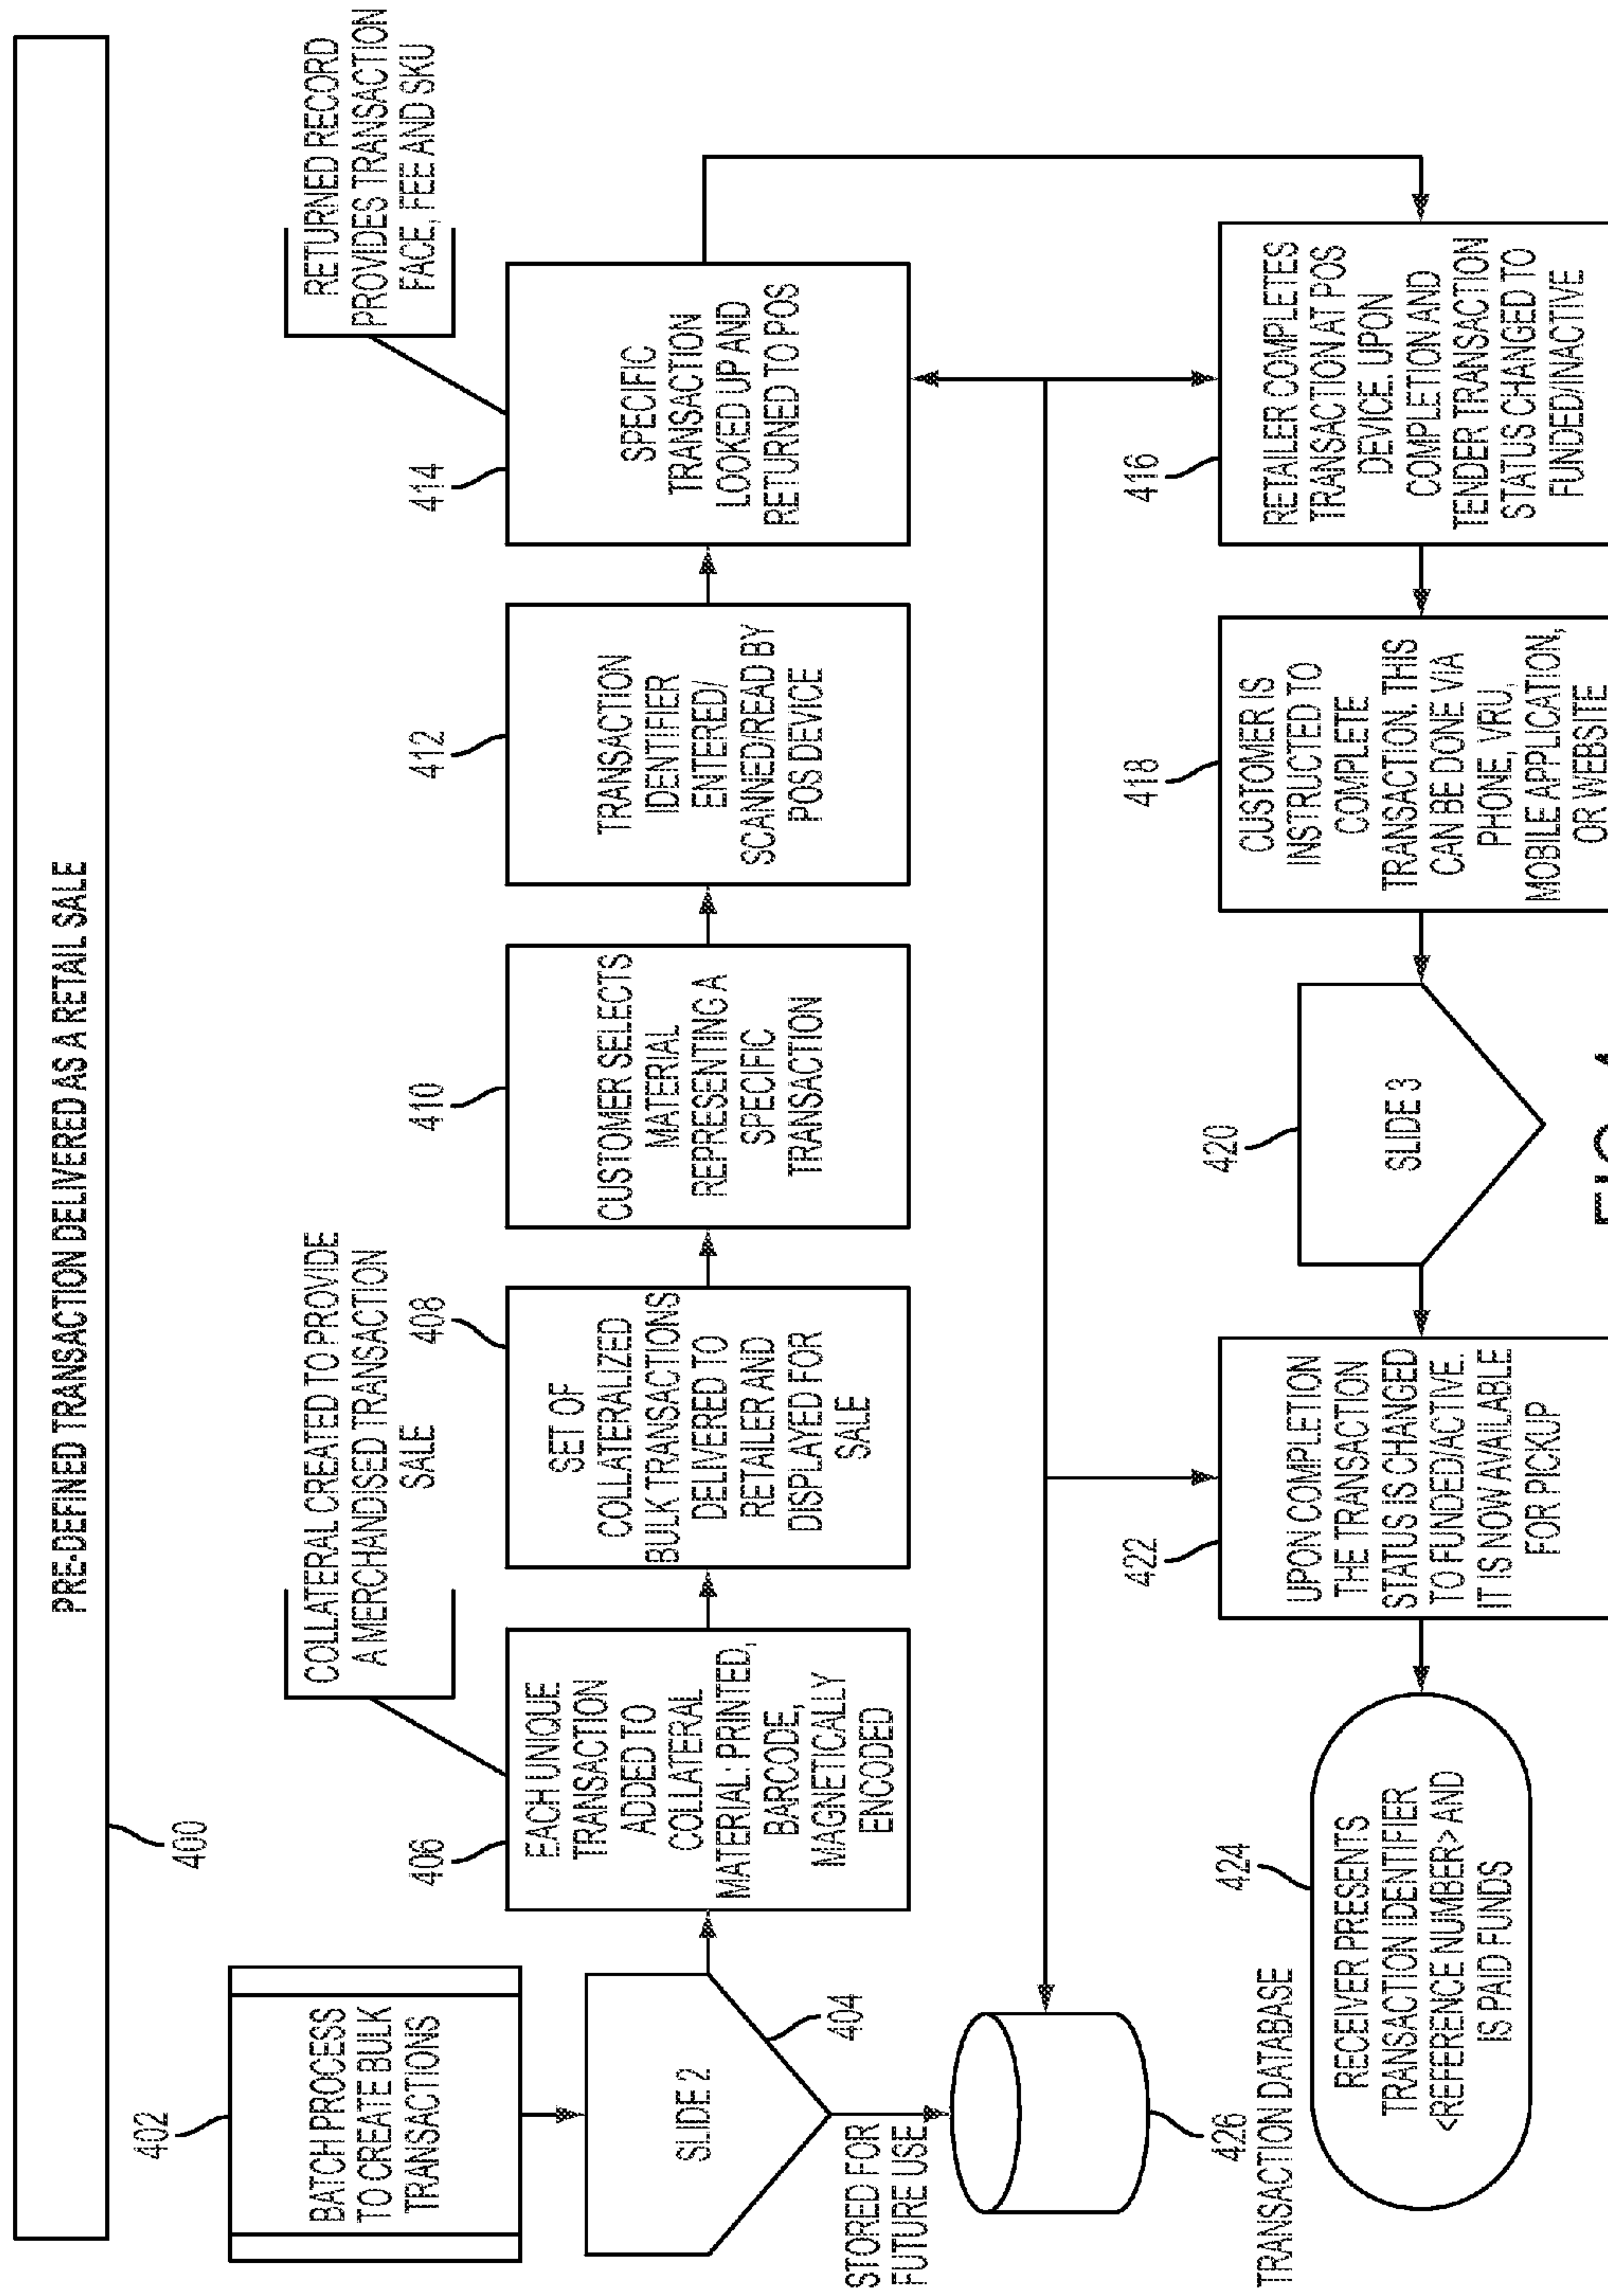 PRE-DEFINED TRANSACTION DELIVERED AS A RETAIL SALE
400
402
BATCH PROCESS
TO CREATE BULK
TRANSACTIONS
SLIDE 2
404
STORED FOR
FUTURE USE
426
TRANSACTION DATABASE
COLLATERAL CREATED TO PROVIDE
A MERCHANDISED TRANSACTION
SALE
406
EACH UNIQUE
TRANSACTION
ADDED TO
COLLATERAL
MATERIAL: PRINTED,
BARCODE,
MAGNETICALLY
ENCODED
408
SET OF
COLLATERALIZED
BULK TRANSACTIONS
DELIVERED TO
RETAILER AND
DISPLAYED FOR
SALE
410
CUSTOMER SELECTS
MATERIAL
REPRESENTING A
SPECIFIC
TRANSACTION
412
TRANSACTION
IDENTIFIER
ENTERED/
SCANNED/READ BY
POS DEVICE
RETURNED RECORD
PROVIDES TRANSACTION
FACE, FEE AND SKU
414
SPECIFIC
TRANSACTION
LOOKED UP AND
RETURNED TO POS
416
RETAILER COMPLETES
TRANSACTION AT POS
DEVICE. UPON
COMPLETION AND
TENDER TRANSACTION
STATUS CHANGED TO
FUNDED/INACTIVE
418
CUSTOMER IS
INSTRUCTED TO
COMPLETE
TRANSACTION. THIS
CAN BE DONE VIA
PHONE, VRU,
MOBILE APPLICATION,
OR WEBSITE
420
SLIDE 3
422
UPON COMPLETION
THE TRANSACTION
STATUS IS CHANGED
TO FUNDED/ACTIVE.
IT IS NOW AVAILABLE
FOR PICKUP
424
RECEIVER PRESENTS
TRANSACTION IDENTIFIER
<REFERENCE NUMBER> AND
IS PAID FUNDS